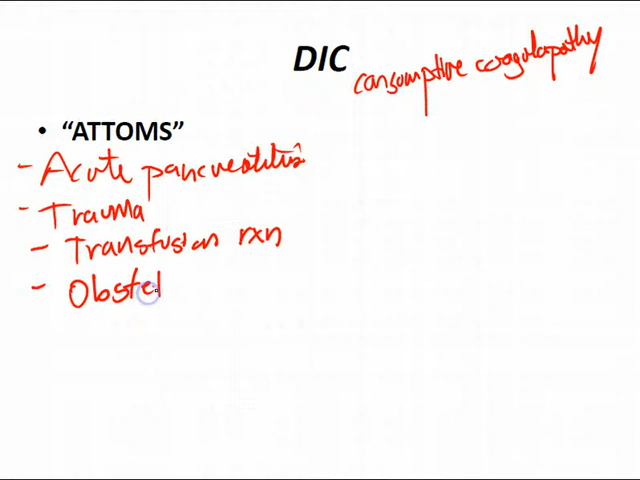 DIC
consumptive coagulopathy
• “ATTOMS”
- Acute pancreatitis
- Trauma
- Transfusion rxn
- Obstet